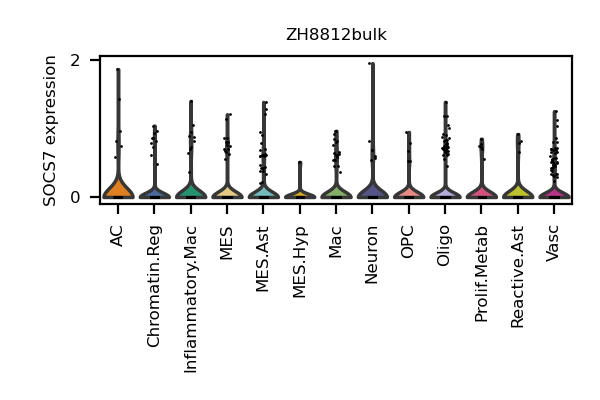 ZH8812bulk
SOCS7 expression
2
0
AC
Chromatin.Reg
Inflammatory.Mac
MES
MES.Ast
MES.Hyp
Mac
Neuron
OPC
Oligo
Prolif.Metab
Reactive.Ast
Vasc